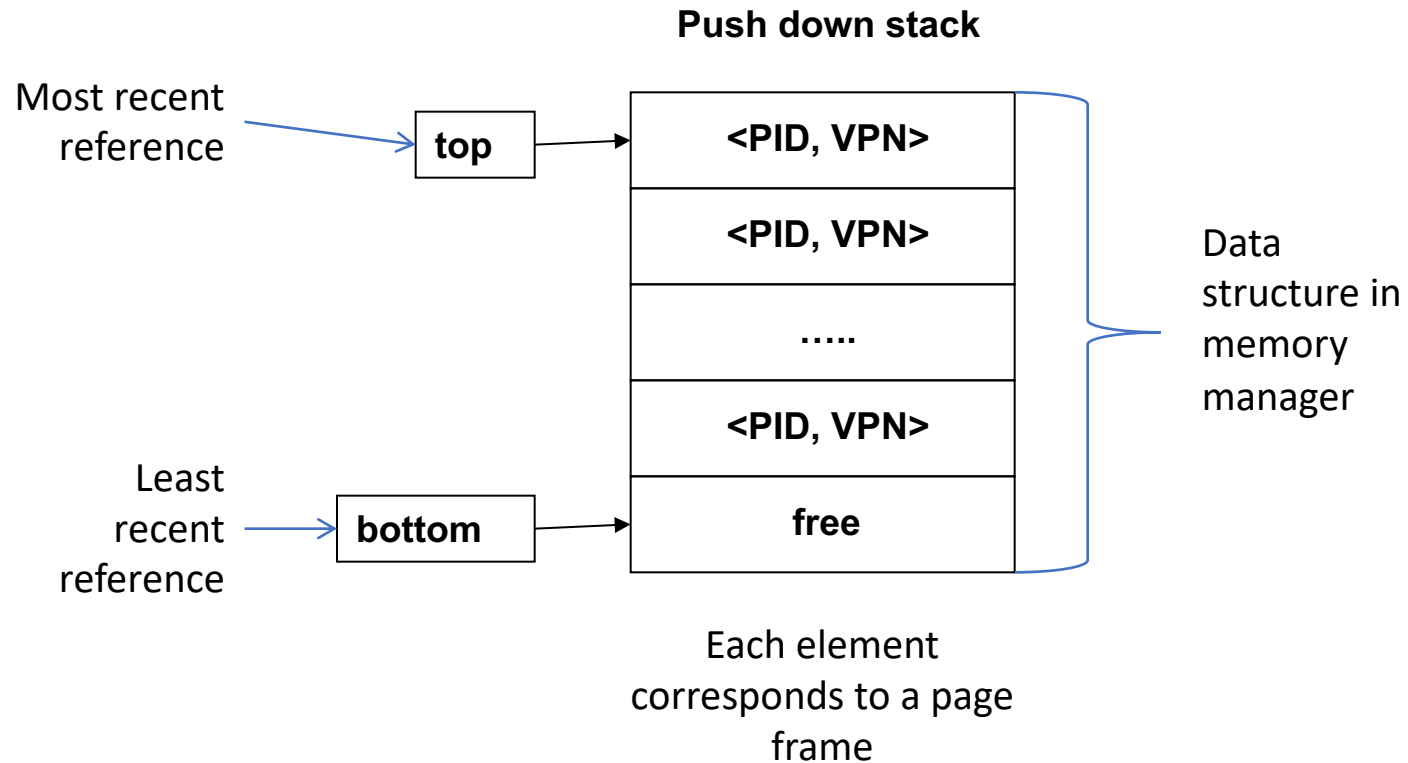 Push down stack
Most recent
reference
top
<PID, VPN>
<PID, VPN>
.....
<PID, VPN>
free
Least
recent
reference
bottom
Data
structure in
memory
manager
Each element
corresponds to a page
frame